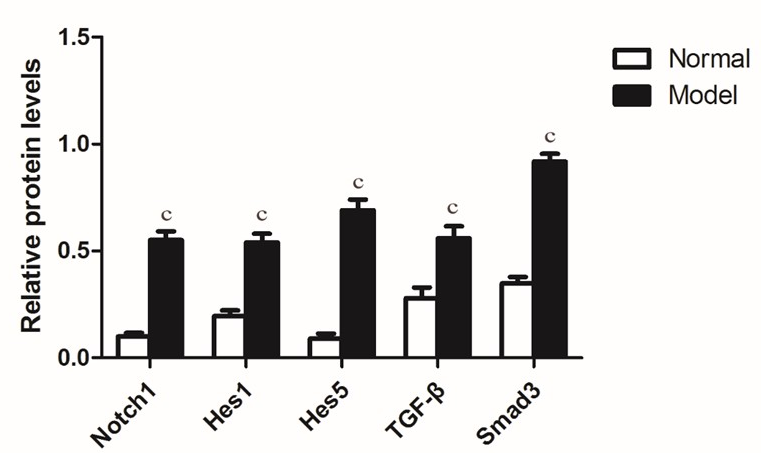 Relative protein levels
1.5
1.0
0.5
0.0
c
c
c
c
c
Notch1
Hes1
Hes5
TGF-β
Smad3
Normal
Model